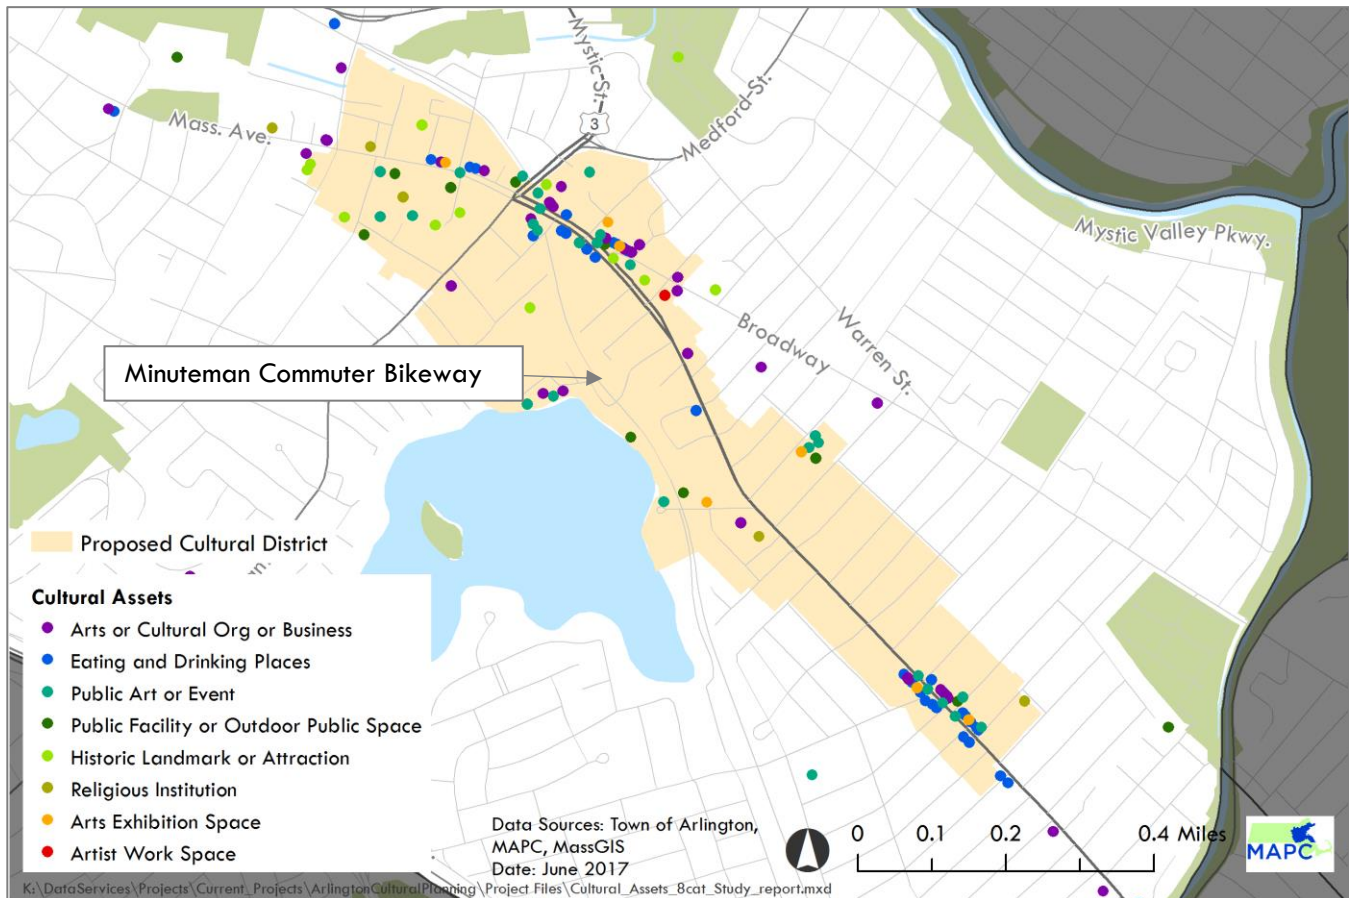 Mystic St.
3
Medford St.
Mass. Ave.
Mystic Valley Pkwy.
Broadway
Warren St.
Minuteman Commuter Bikeway
Proposed Cultural District
Cultural Assets
Arts or Cultural Org or Business
Eating and Drinking Places
Public Art or Event
Public Facility or Outdoor Public Space
Historic Landmark or Attraction
Religious Institution
Arts Exhibition Space
Artist Work Space
Data Sources: Town of Arlington,
MAPC, MassGIS
Date: June 2017
0 0.1 0.2 0.4 Miles
MAPC
K:\DataServices\Projects\Current_Projects\ArlingtonCulturalPlanning\Project Files\Cultural_Assets_8cat_Study_report.mxd